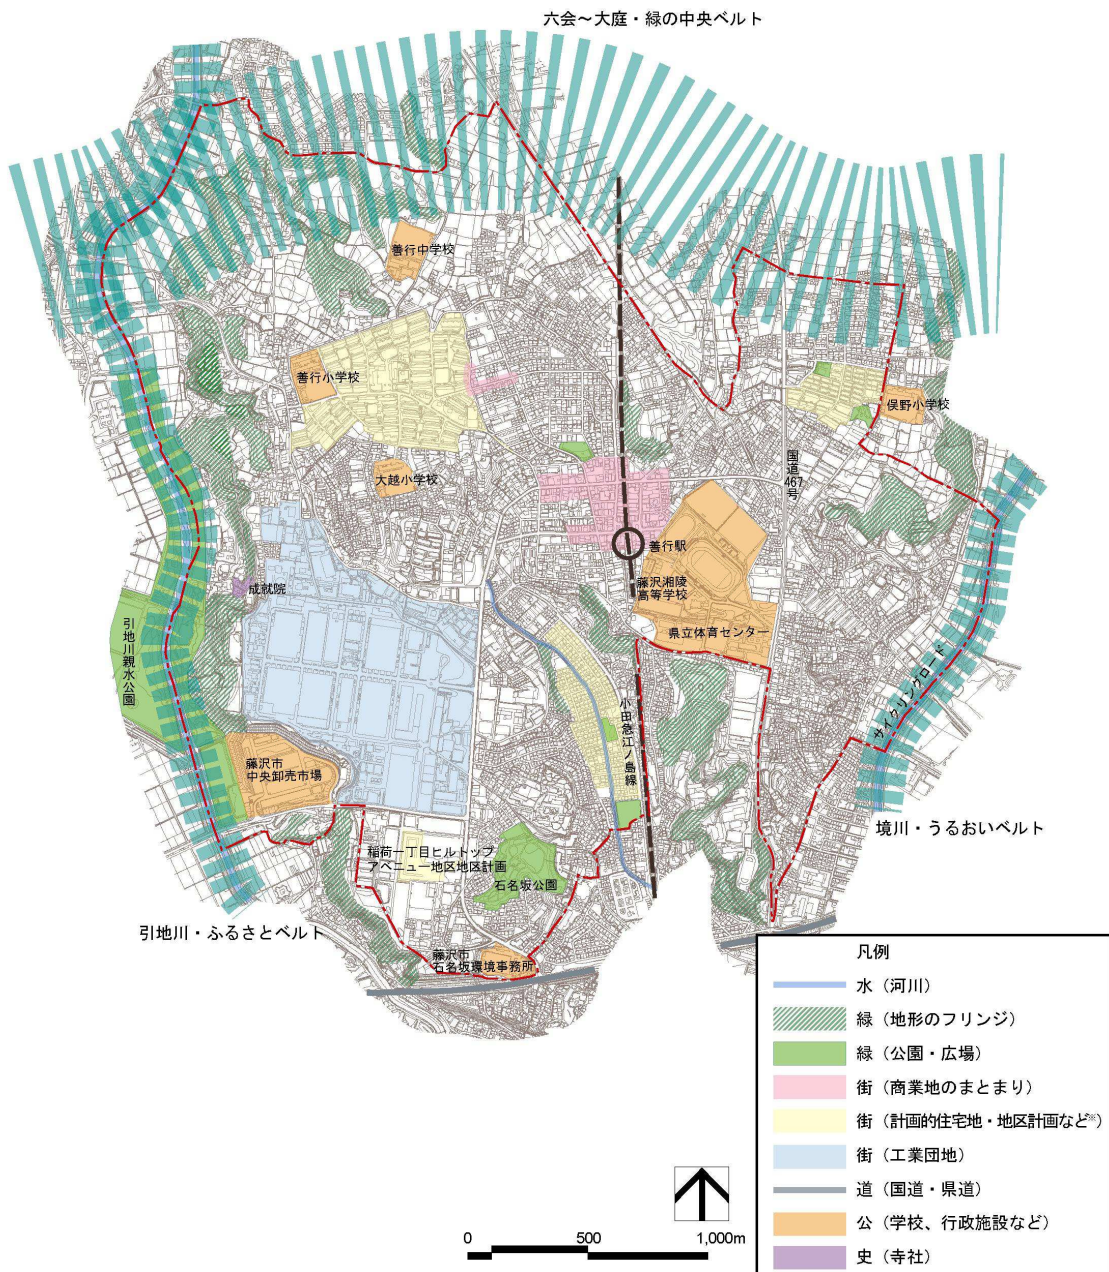 六会～大庭・緑の中央ベルト
善行中学校
善行小学校
俣野小学校
大越小学校
国道467号
善行駅
藤沢湘陵
高等学校
成就院
県立体育センター
引地川親水公園
サイクリングロード
小田急江ノ島線
藤沢市
中央卸売市場
境川・うるおいベルト
稲荷一丁目ヒルトップ
アベニュー地区地区計画
石名坂公園
引地川・ふるさとベルト
藤沢市
石名坂環境事務所
凡例
水（河川）
緑（地形のフリンジ）
緑（公園・広場）
街（商業地のまとまり）
街（計画的住宅地・地区計画など※）
街（工業団地）
道（国道・県道）
公（学校、行政施設など）
史（寺社）
0 500 1,000m